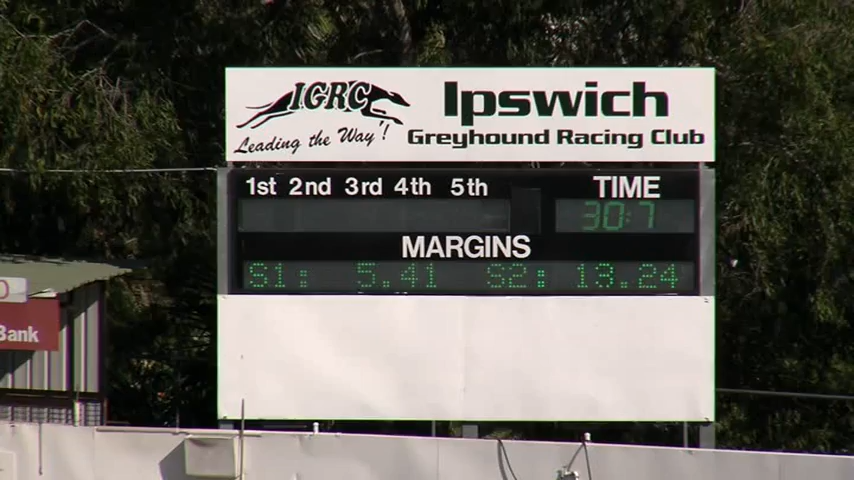 IGRC
Leading the Way!
Ipswich
Greyhound Racing Club
1st 2nd 3rd 4th 5th TIME
30:7
MARGINS
S1: 5.41 S2: 13.24
Bank